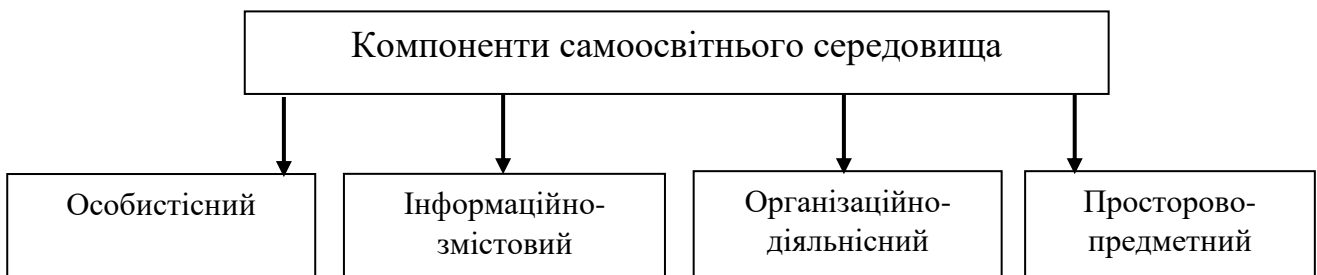 Компоненти самоосвітнього середовища
Особистісний
Інформаційно-
змістовий
Організаційно-
діяльнісний
Просторово-
предметний